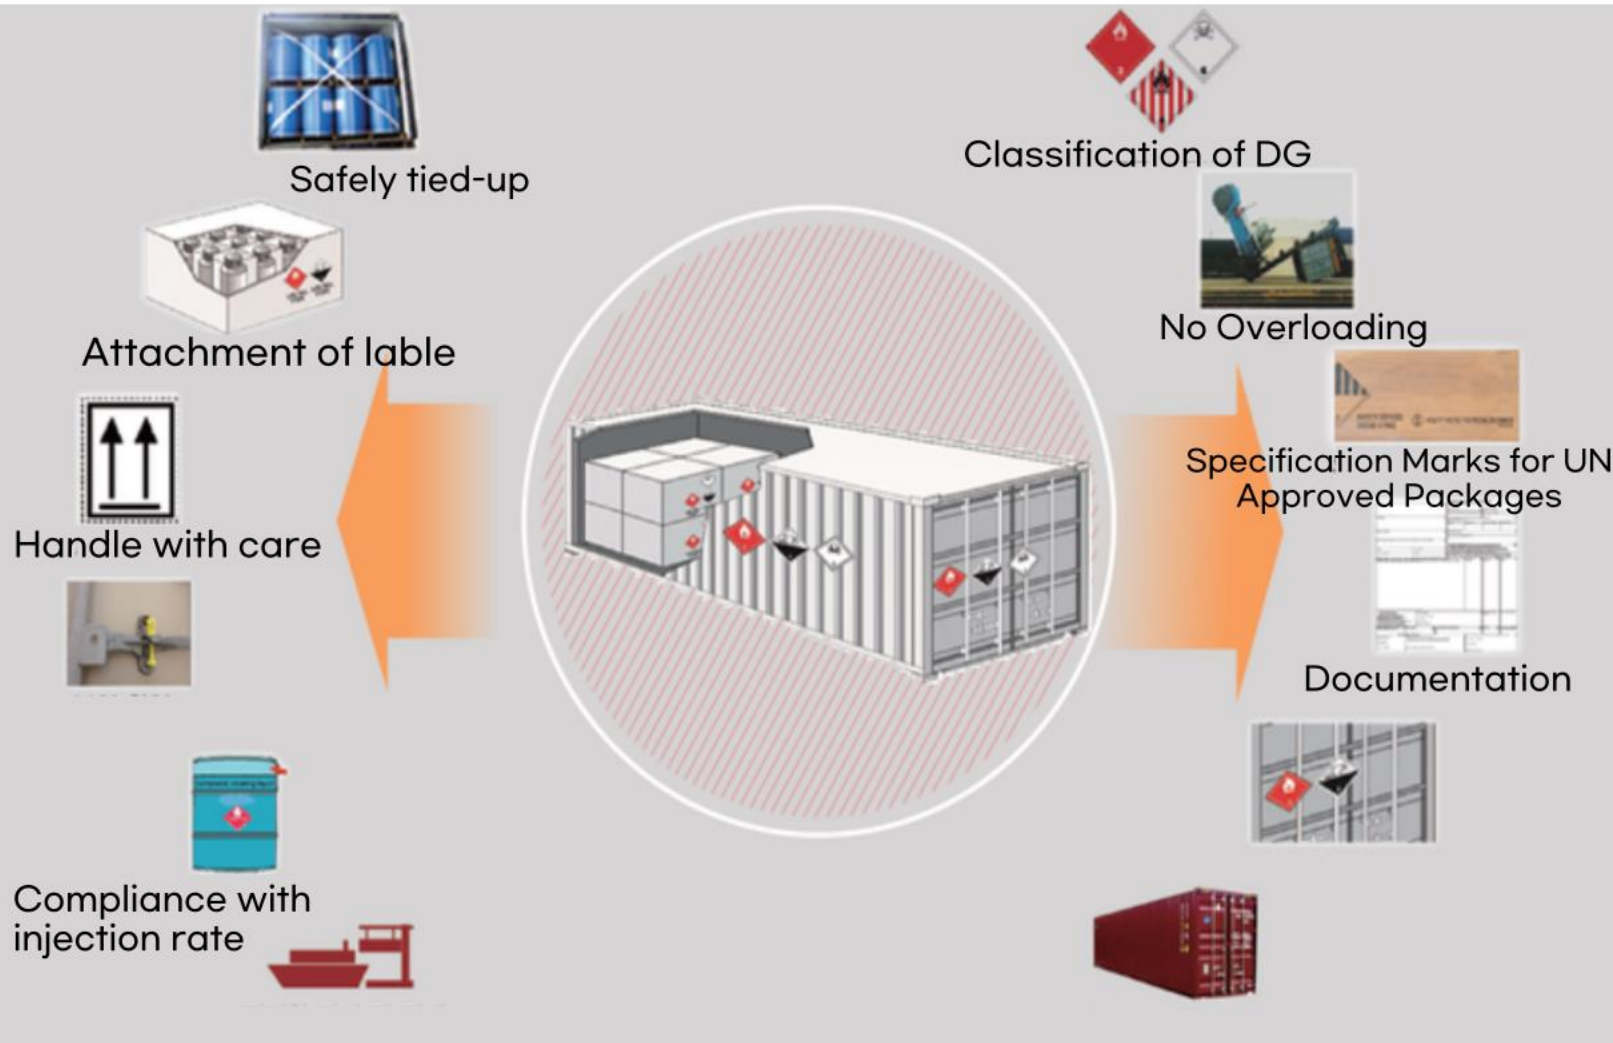 Safely tied-up
Classification of DG
Attachment of lable
No Overloading
Specification Marks for UN
Approved Packages
Handle with care
Documentation
Compliance with
injection rate